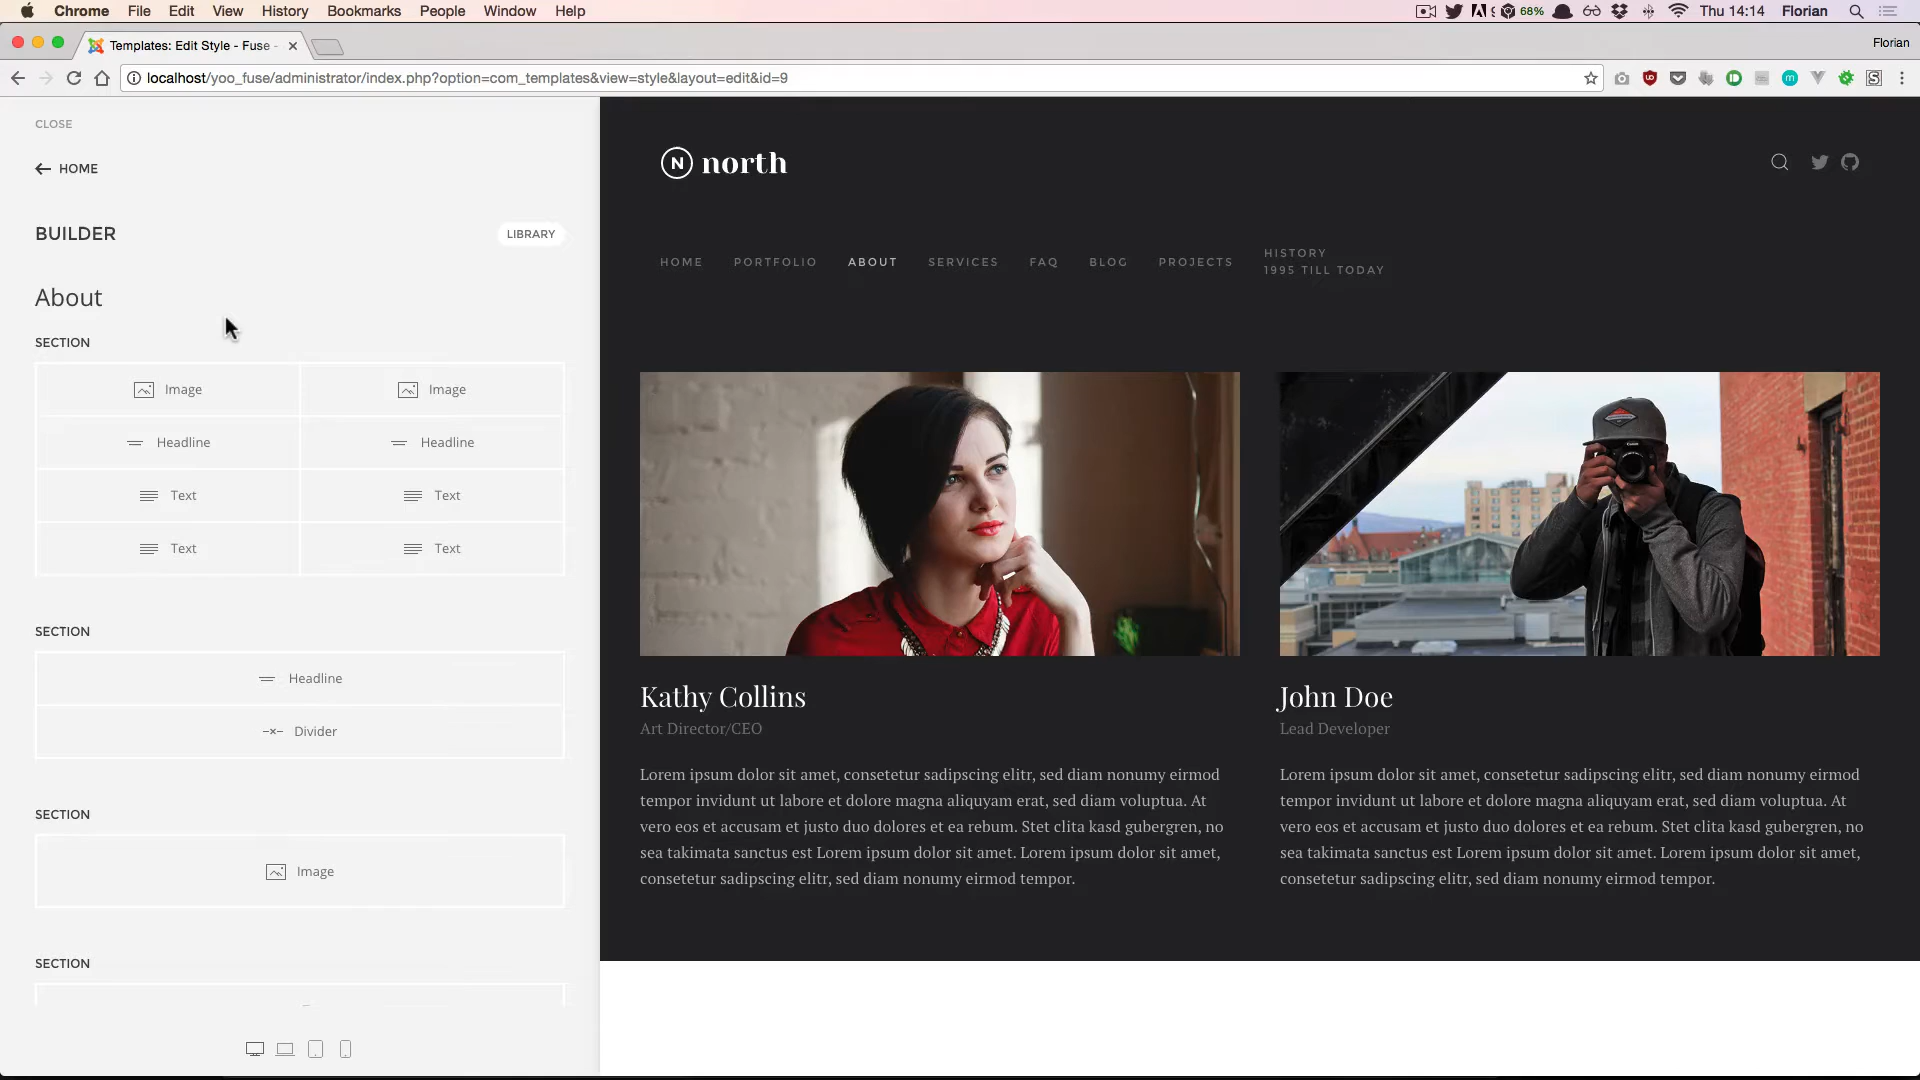 Chrome File Edit View History Bookmarks People Window Help
68% Thu 14:14 Florian
Templates: Edit Style - Fuse -
Florian
localhost/yoo_fuse/administrator/index.php?option=com_templates&view=style&layout=edit&id=9
CLOSE
HOME
BUILDER
LIBRARY
About
SECTION
Image Image
Headline Headline
Text Text
Text Text
SECTION
Headline
Divider
SECTION
Image
SECTION
N north
HOME PORTFOLIO ABOUT SERVICES FAQ BLOG PROJECTS HISTORY
1995 TILL TODAY
Kathy Collins
Art Director/CEO
Lorem ipsum dolor sit amet, consetetur sadipscing elitr, sed diam nonumy eirmod
tempor invidunt ut labore et dolore magna aliquyam erat, sed diam voluptua. At
vero eos et accusam et justo duo dolores et ea rebum. Stet clita kasd gubergren, no
sea takimata sanctus est Lorem ipsum dolor sit amet. Lorem ipsum dolor sit amet,
consetetur sadipscing elitr, sed diam nonumy eirmod tempor.
John Doe
Lead Developer
Lorem ipsum dolor sit amet, consetetur sadipscing elitr, sed diam nonumy eirmod
tempor invidunt ut labore et dolore magna aliquyam erat, sed diam voluptua. At
vero eos et accusam et justo duo dolores et ea rebum. Stet clita kasd gubergren, no
sea takimata sanctus est Lorem ipsum dolor sit amet. Lorem ipsum dolor sit amet,
consetetur sadipscing elitr, sed diam nonumy eirmod tempor.